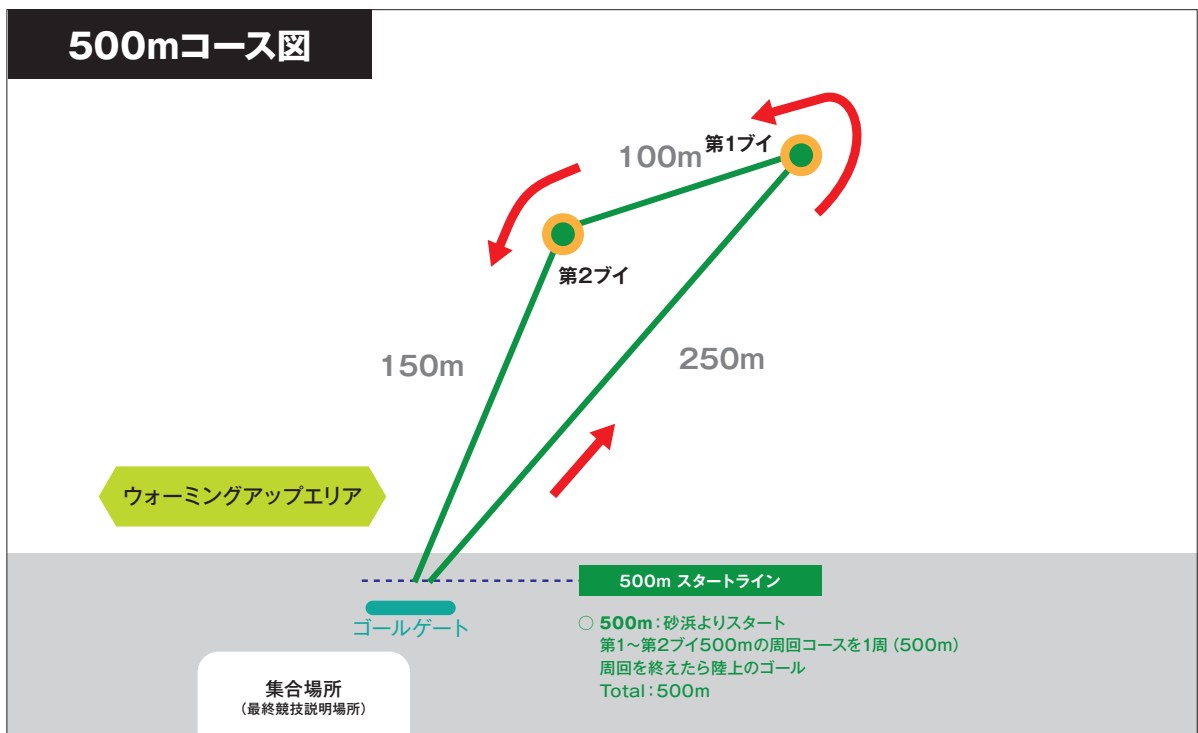 500mコース図
第1ブイ
100m
第2ブイ
150m
250m
ウォーミングアップエリア
500m スタートライン
ゴールゲート
○ 500m：砂浜よりスタート
第1～第2ブイ500mの周回コースを1周（500m）
周回を終えたら陸上のゴール
Total：500m
集合場所
（最終競技説明場所）